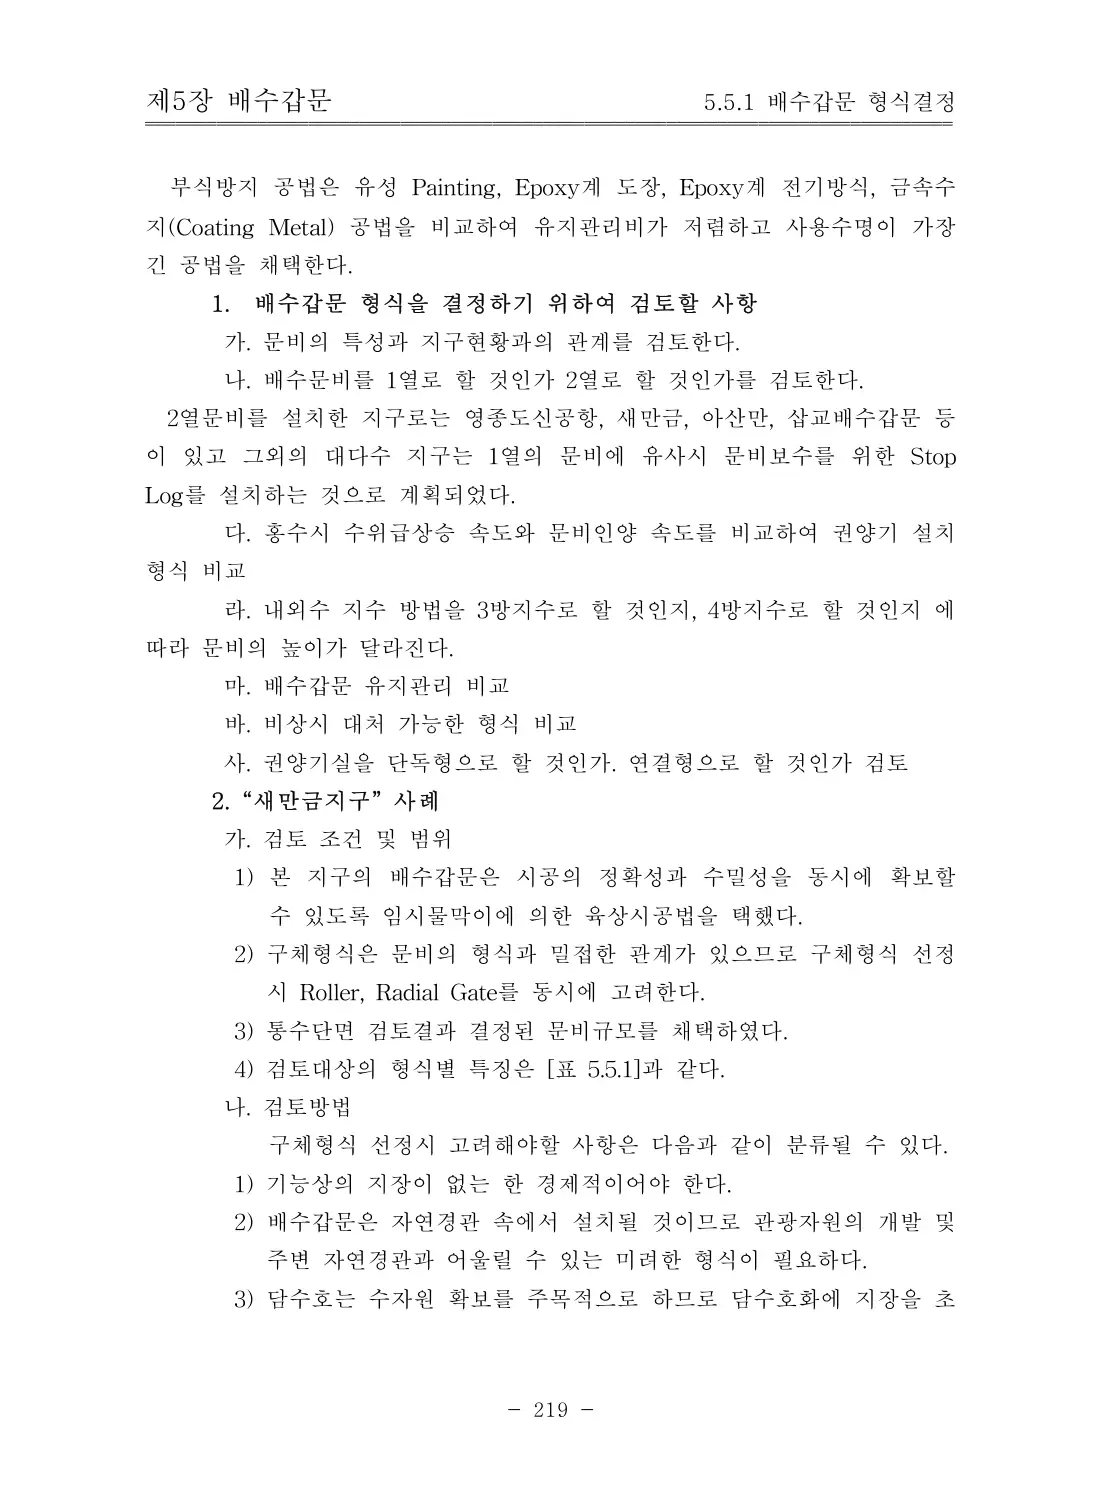 제5장 배수갑문
5.5.1 배수갑문 형식결정
부식방지 공법은 유성 Painting, Epoxy계 도장, Epoxy계 전기방식, 금속수
지(Coating Metal) 공법을 비교하여 유지관리비가 저렴하고 사용수명이 가장
긴 공법을 채택한다.
1. 배수갑문 형식을 결정하기 위하여 검토할 사항
가. 문비의 특성과 지구현황과의 관계를 검토한다.
나. 배수문비를 1열로 할 것인가 2열로 할 것인가를 검토한다.
2열문비를 설치한 지구로는 영종도신공항, 새만금, 아산만, 삽교배수갑문 등
이 있고 그외의 대다수 지구는 1열의 문비에 유사시 문비보수를 위한 Stop
Log를 설치하는 것으로 계획되었다.
다. 홍수시 수위급상승 속도와 문비인양 속도를 비교하여 권양기 설치
형식 비교
라. 내외수 지수 방법을 3방지수로 할 것인지, 4방지수로 할 것인지 에
따라 문비의 높이가 달라진다.
마. 배수갑문 유지관리 비교
바. 비상시 대처 가능한 형식 비교
사. 권양기실을 단독형으로 할 것인가. 연결형으로 할 것인가 검토
2. “새만금지구” 사례
가. 검토 조건 및 범위
1) 본 지구의 배수갑문은 시공의 정확성과 수밀성을 동시에 확보할
수 있도록 임시물막이에 의한 육상시공법을 택했다.
2) 구체형식은 문비의 형식과 밀접한 관계가 있으므로 구체형식 선정
시 Roller, Radial Gate를 동시에 고려한다.
3) 통수단면 검토결과 결정된 문비규모를 채택하였다.
4) 검토대상의 형식별 특징은 [표 5.5.1]과 같다.
나. 검토방법
구체형식 선정시 고려해야할 사항은 다음과 같이 분류될 수 있다.
1) 기능상의 지장이 없는 한 경제적이어야 한다.
2) 배수갑문은 자연경관 속에서 설치될 것이므로 관광자원의 개발 및
주변 자연경관과 어울릴 수 있는 미려한 형식이 필요하다.
3) 담수호는 수자원 확보를 주목적으로 하므로 담수호화에 지장을 초
- 219 -